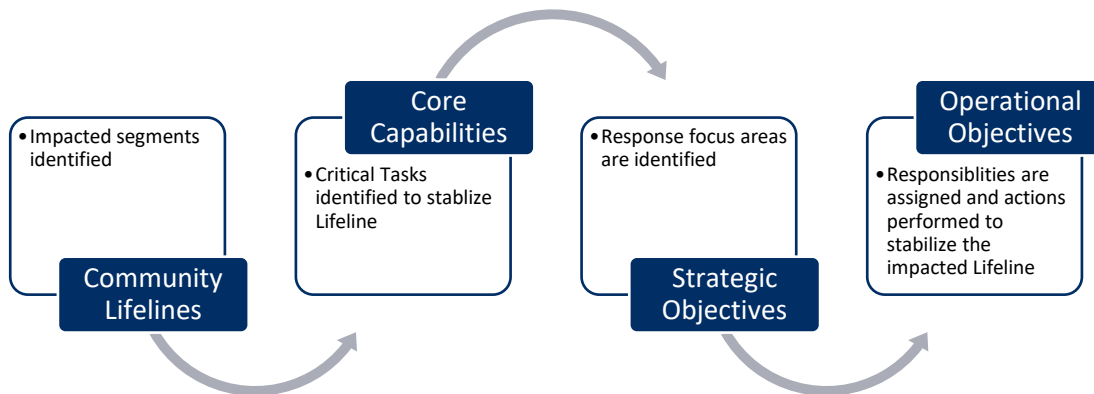 • Impacted segments
identified
Community
Lifelines
Core
Capabilities
• Critical Tasks
identified to stablize
Lifeline
• Response focus areas
are identified
Strategic
Objectives
Operational
Objectives
• Responsiblities are
assigned and actions
performed to
stabilize the
impacted Lifeline